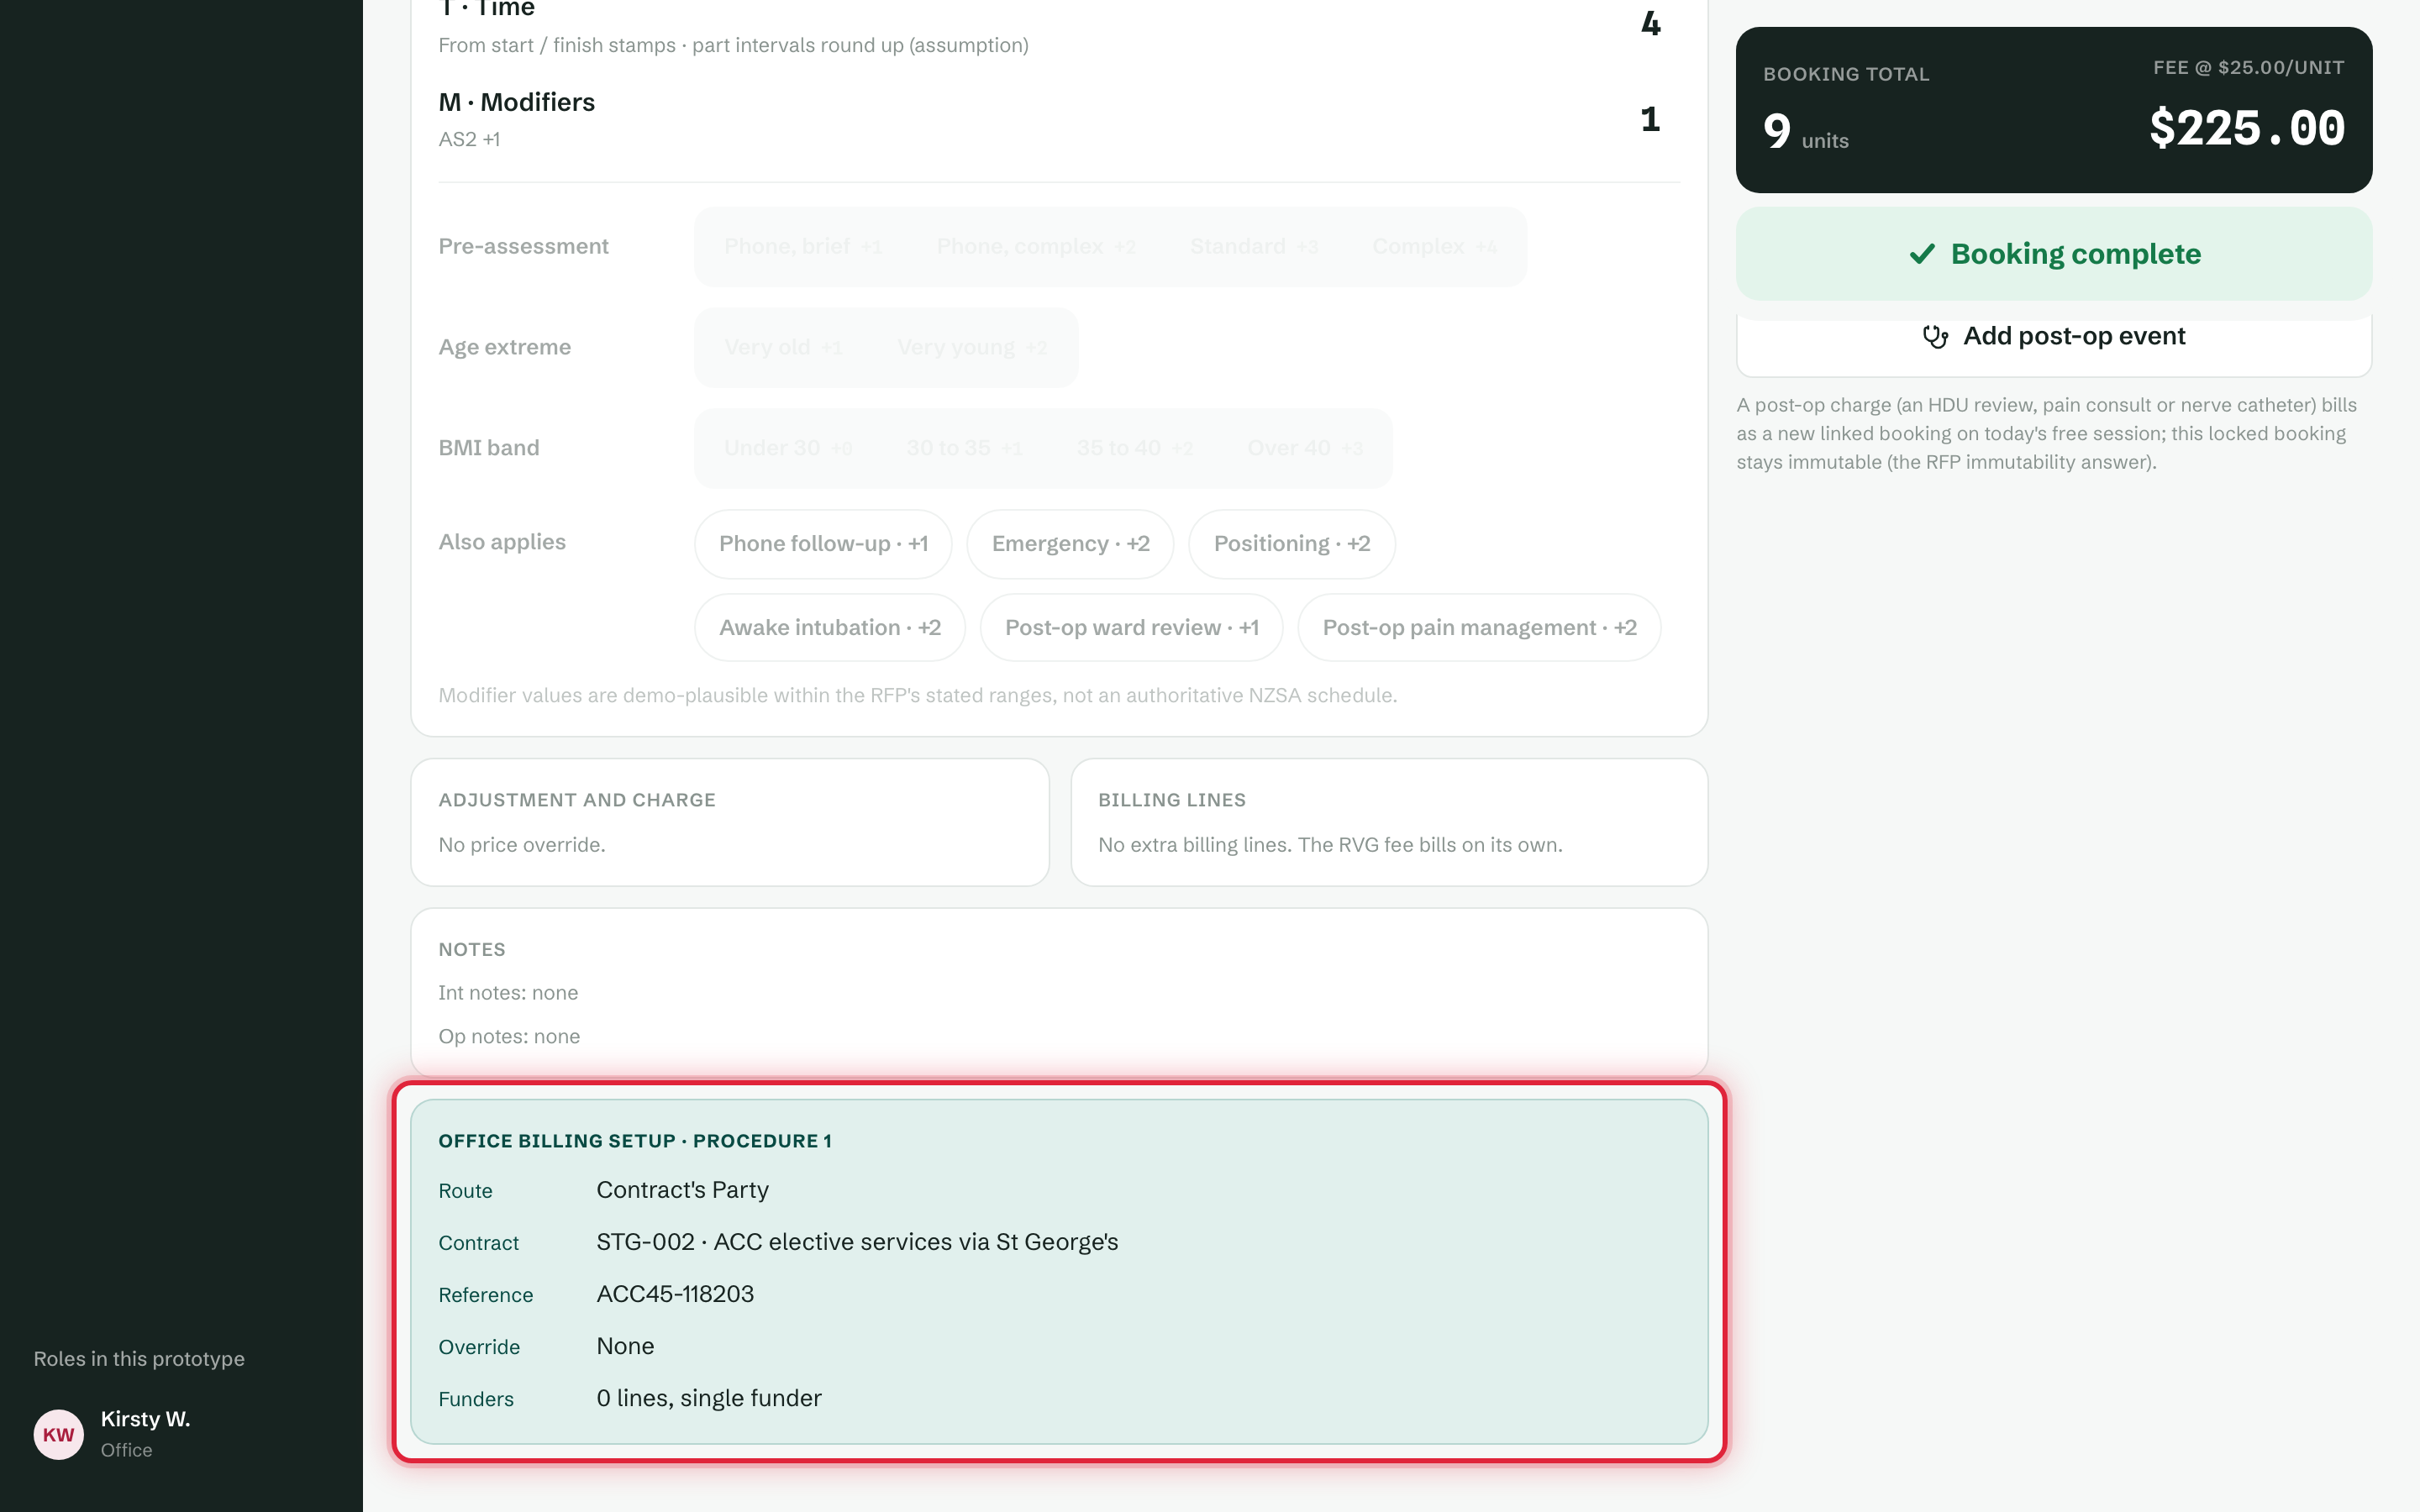 T · Time
4
From start / finish stamps · part intervals round up (assumption)
M · Modifiers
1
AS2 +1
Pre-assessment
Phone, brief +1
Phone, complex +2
Standard +3
Complex +4
Age extreme
Very old +1
Very young +2
BMI band
Under 30 +0
30 to 35 +1
35 to 40 +2
Over 40 +3
Also applies
Phone follow-up · +1
Emergency · +2
Positioning · +2
Awake intubation · +2
Post-op ward review · +1
Post-op pain management · +2
Modifier values are demo-plausible within the RFP's stated ranges, not an authoritative NZSA schedule.
ADJUSTMENT AND CHARGE
No price override.
BILLING LINES
No extra billing lines. The RVG fee bills on its own.
NOTES
Int notes: none
Op notes: none
OFFICE BILLING SETUP · PROCEDURE 1
Route Contract's Party
Contract STG-002 · ACC elective services via St George's
Reference ACC45-118203
Override None
Funders 0 lines, single funder
BOOKING TOTAL
FEE @ $25.00/UNIT
9 units
$225.00
Booking complete
Add post-op event
A post-op charge (an HDU review, pain consult or nerve catheter) bills
as a new linked booking on today's free session; this locked booking
stays immutable (the RFP immutability answer).
Roles in this prototype
KW
Kirsty W.
Office